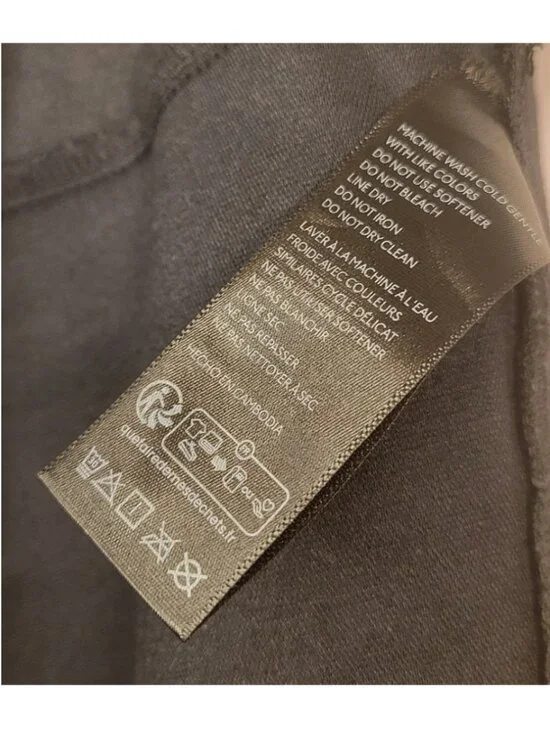 MACHINE WASH COLD GENTLE
WITH LIKE COLORS
DO NOT USE SOFTENER
DO NOT BLEACH
LINE DRY
DO NOT IRON
DO NOT DRY CLEAN
LAVER À LA MACHINE À L'EAU
FROIDE AVEC COULEURS
SIMILAIRES CYCLE DÉLICAT
NE PAS UTILISER SOFTENER
NE PAS BLANCHIR
LIGNE SEC
NE PAS REPASSER
NE PAS NETTOYER À SEC
HECHO EN CAMBODIA
FR
ou
quefairedemesdechets.fr